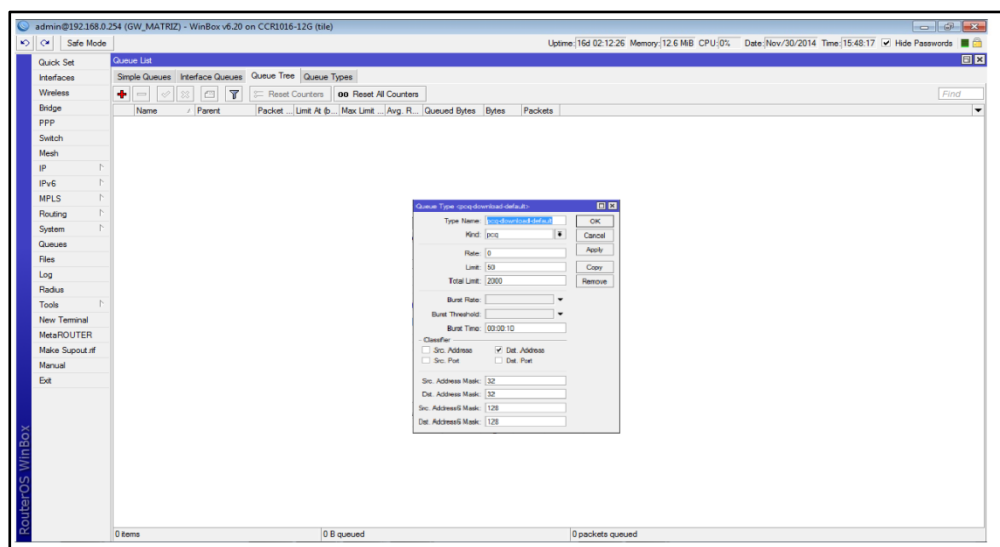 admin@192.168.0.254 (GW_MATRIZ) - WinBox v6.20 on CCR1016-12G (tile)
Safe Mode Uptime: 16d 02:12:26 Memory: 12.6 MiB CPU: 0% Date: Nov/30/2014 Time: 15:48:17 Hide Passwords
Quick Set
Interfaces
Wireless
Bridge
PPP
Switch
Mesh
IP
IPv6
MPLS
Routing
System
Queues
Files
Log
Radius
Tools
New Terminal
MetaROUTER
Make Supout.rif
Manual
Exit
RouterOS WinBox
Queue List
Simple Queues Interface Queues Queue Tree Queue Types
Reset Counters 00 Reset All Counters Find
Name / Parent Packet ... Limit At (b... Max Limit ... Avg. R... Queued Bytes Bytes Packets
Queue Type <pcq-download-default>
Type Name: pcq-download-default OK
Kind: pcq Cancel
Rate: 0 Apply
Limit: 50 Copy
Total Limit: 2000 Remove
Burst Rate:
Burst Threshold:
Burst Time: 00:00:10
Classifier
Src. Address Dst. Address
Src. Port Dst. Port
Src. Address Mask: 32
Dst. Address Mask: 32
Src. Address6 Mask: 128
Dst. Address6 Mask: 128
0 items 0 B queued 0 packets queued